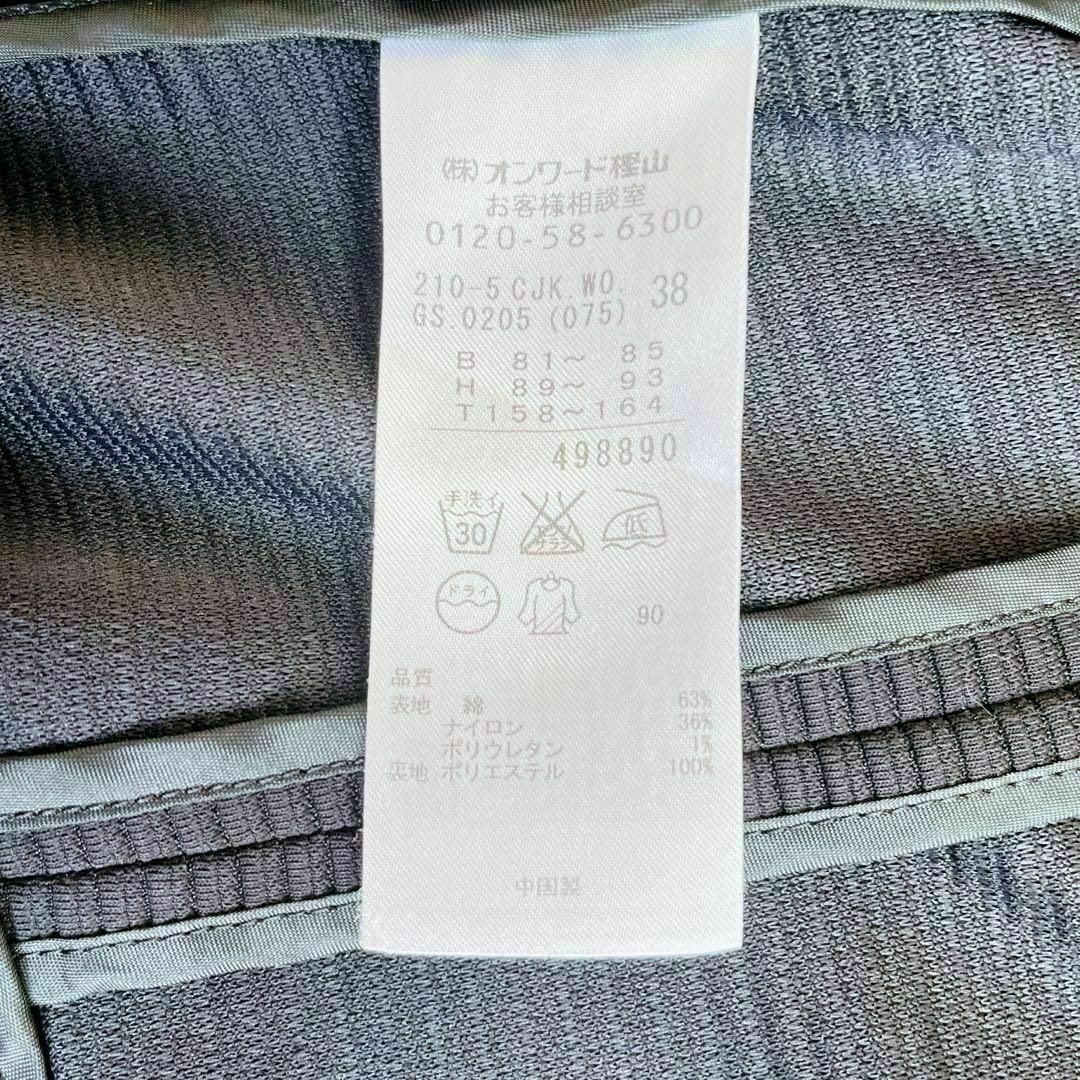 (株)オンワード樫山
お客様相談室
0120-58-6300
210-5 CJK.WO. 38
GS.0205 (075)
B 81～ 85
H 89～ 93
T158～164
498890
手洗イ
30
低
ドライ
90
品質
表地 綿 63%
ナイロン 36%
ポリウレタン 1%
裏地 ポリエステル 100%
中国製